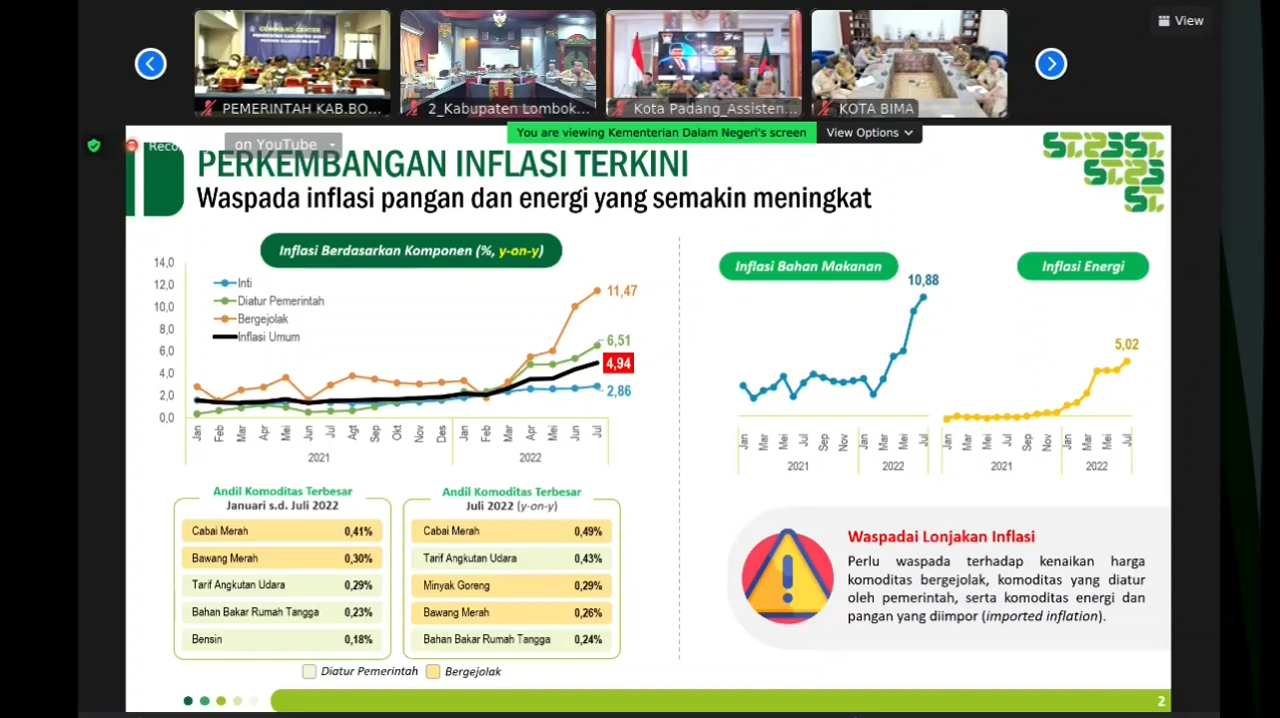 View
COMMAND CENTER
PEMERINTAH KAB.BO...
2_Kabupaten Lombok...
Kota Padang_Assisten...
KOTA BIMA
You are viewing Kementerian Dalam Negeri's screen
View Options
Reco
on YouTube
PERKEMBANGAN INFLASI TERKINI
Waspada inflasi pangan dan energi yang semakin meningkat
Inflasi Berdasarkan Komponen (%, y-on-y)
14,0
12,0
10,0
8,0
6,0
4,0
2,0
0,0
Inti
Diatur Pemerintah
Bergejolak
Inflasi Umum
11,47
6,51
4,94
2,86
Jan Feb Mar Apr Mei Jun Jul Agt Sep Okt Nov Des Jan Feb Mar Apr Mei Jun Jul
2021 2022
Inflasi Bahan Makanan
10,88
Jan Mar Mei Jul Sep Nov Jan Mar Mei Jul
2021 2022
Inflasi Energi
5,02
Jan Mar Mei Jul Sep Nov Jan Mar Mei Jul
2021 2022
Andil Komoditas Terbesar
Januari s.d. Juli 2022
Cabai Merah 0,41%
Bawang Merah 0,30%
Tarif Angkutan Udara 0,29%
Bahan Bakar Rumah Tangga 0,23%
Bensin 0,18%
Andil Komoditas Terbesar
Juli 2022 (y-on-y)
Cabai Merah 0,49%
Tarif Angkutan Udara 0,43%
Minyak Goreng 0,29%
Bawang Merah 0,26%
Bahan Bakar Rumah Tangga 0,24%
Diatur Pemerintah Bergejolak
Waspadai Lonjakan Inflasi
Perlu waspada terhadap kenaikan harga
komoditas bergejolak, komoditas yang diatur
oleh pemerintah, serta komoditas energi dan
pangan yang diimpor (imported inflation).
2